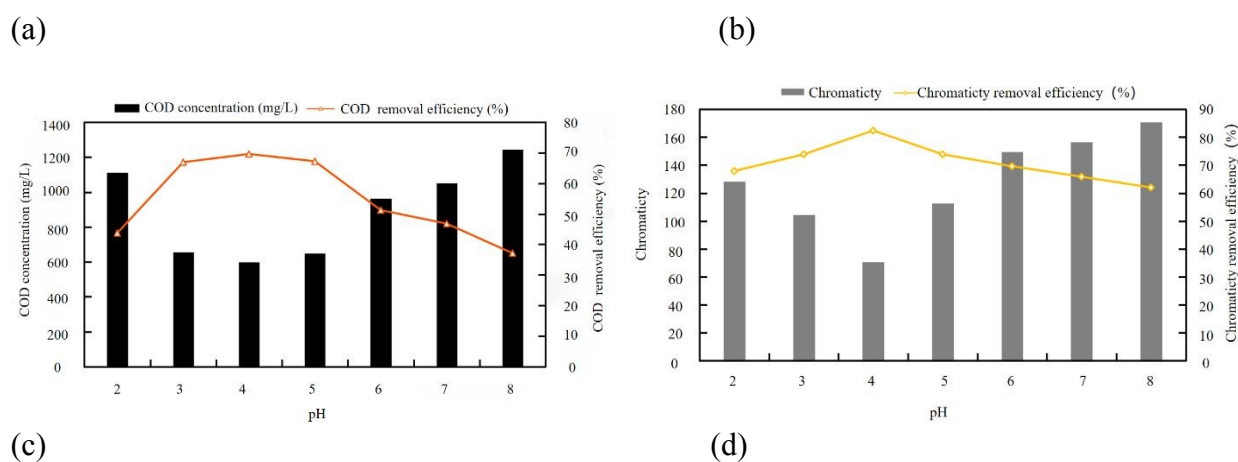 (a)
(b)
COD concentration (mg/L) COD removal efficiency (%)
1400
1200
1000
800
600
400
200
0
COD concentration (mg/L)
80
70
60
50
40
30
20
10
0
COD removal efficiency (%)
2 3 4 5 6 7 8
pH
Chromaticty Chromaticty removal efficiency (%)
180
160
140
120
100
80
60
40
20
0
Chromaticty
90
80
70
60
50
40
30
20
10
0
Chromaticty removal efficiency (%)
2 3 4 5 6 7 8
pH
(c)
(d)